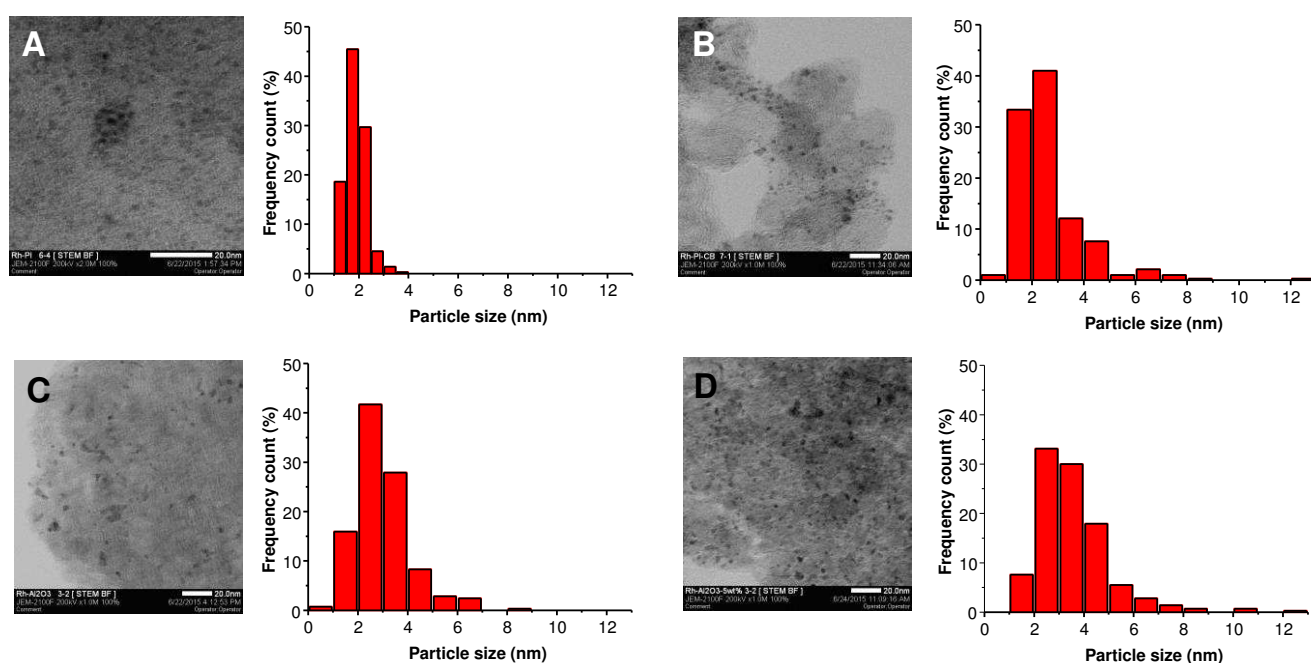 A
Rh-PI 6-4 [ STEM BF ]
20.0nm
JEM-2100F 200kV x2.0M 100%
6/22/2015 1:57:34 PM
Comment:
Operator:Operator
Frequency count (%)
50
40
30
20
10
0
0 2 4 6 8 10 12
Particle size (nm)
B
Rh-PI-CB 7-1 [ STEM BF ]
20.0nm
JEM-2100F 200kV x1.0M 100%
6/22/2015 11:34:06 AM
Comment:
Operator:Operator
Frequency count (%)
50
40
30
20
10
0
0 2 4 6 8 10 12
Particle size (nm)
C
Rh-Al2O3 3-2 [ STEM BF ]
20.0nm
JEM-2100F 200kV x1.0M 100%
6/22/2015 4:12:53 PM
Comment:
Operator:Operator
Frequency count (%)
50
40
30
20
10
0
0 2 4 6 8 10 12
Particle size (nm)
D
Rh-Al2O3-5wt% 3-2 [ STEM BF ]
20.0nm
JEM-2100F 200kV x1.0M 100%
6/24/2015 11:09:16 AM
Comment:
Operator:Operator
Frequency count (%)
50
40
30
20
10
0
0 2 4 6 8 10 12
Particle size (nm)